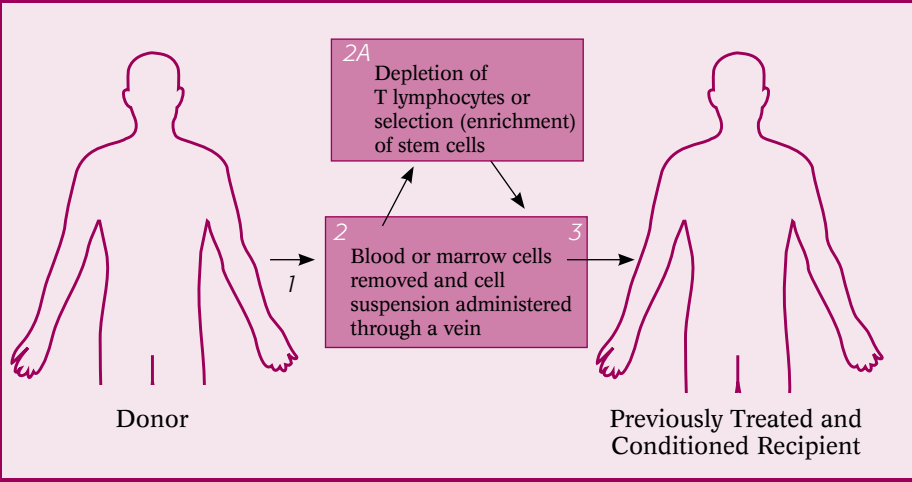 2A
Depletion of
T lymphocytes or
selection (enrichment)
of stem cells
2
3
Blood or marrow cells
removed and cell
suspension administered
through a vein
1
Donor
Previously Treated and
Conditioned Recipient